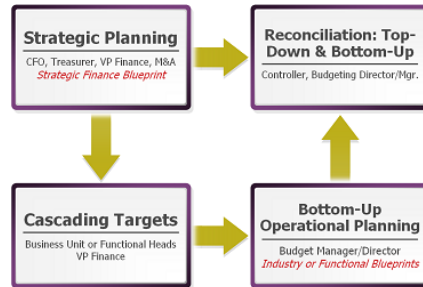 Strategic Planning
CFO, Treasurer, VP Finance, M&A
Strategic Finance Blueprint
Reconciliation: Top-
Down & Bottom-Up
Controller, Budgeting Director/Mgr.
Cascading Targets
Business Unit or Functional Heads
VP Finance
Bottom-Up
Operational Planning
Budget Manager/Director
Industry or Functional Blueprints